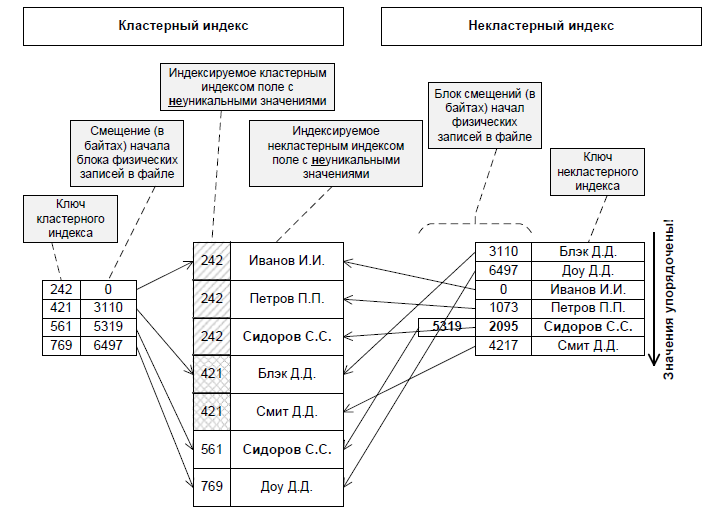 Кластерный индекс
Некластерный индекс
Индексируемое кластерным
индексом поле с
неуникальными значениями
Блок смещений (в
байтах) начал
физических
записей в файле
Смещение (в
байтах) начала
блока физических
записей в файле
Индексируемое
некластерным индексом
поле с неуникальными
значениями
Ключ
некластерного
индекса
Ключ
кластерного
индекса
242 0
421 3110
561 5319
769 6497
242 Иванов И.И.
242 Петров П.П.
242 Сидоров С.С.
421 Блэк Д.Д.
421 Смит Д.Д.
561 Сидоров С.С.
769 Доу Д.Д.
3110 Блэк Д.Д.
6497 Доу Д.Д.
0 Иванов И.И.
1073 Петров П.П.
5319 2095 Сидоров С.С.
4217 Смит Д.Д.
Значения упорядочены!